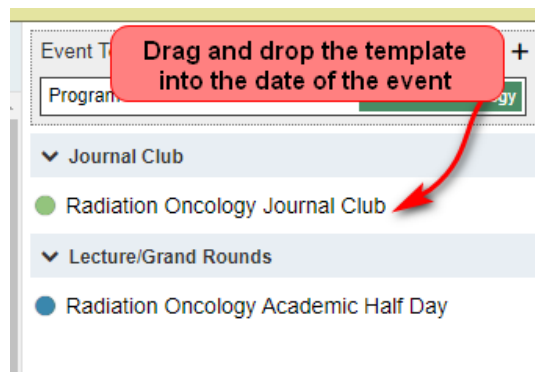 Event T
Drag and drop the template
into the date of the event
+
Program
gy
Journal Club
Radiation Oncology Journal Club
Lecture/Grand Rounds
Radiation Oncology Academic Half Day